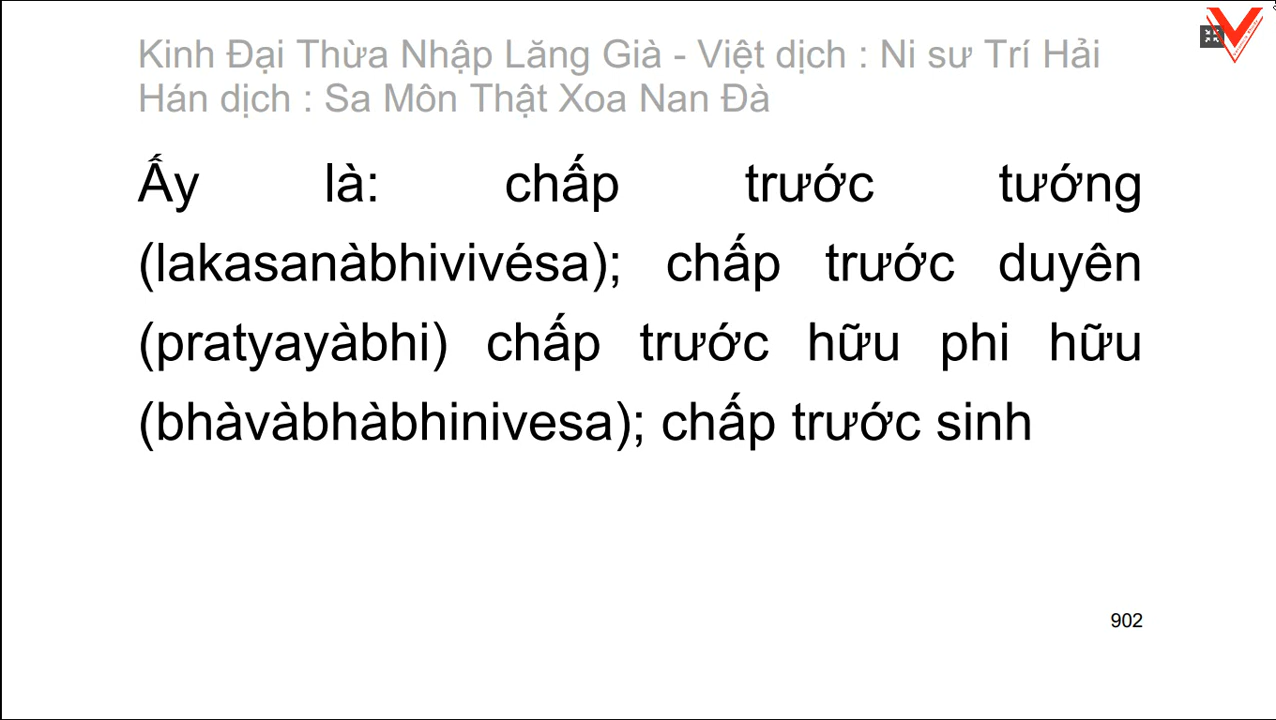 Kinh Đại Thừa Nhập Lăng Già - Việt dịch : Ni sư Trí Hải
Hán dịch : Sa Môn Thật Xoa Nan Đà
Ấy là: chấp trước tướng
(lakasanàbhivivésa); chấp trước duyên
(pratyayàbhi) chấp trước hữu phi hữu
(bhàvàbhàbhinivesa); chấp trước sinh
902